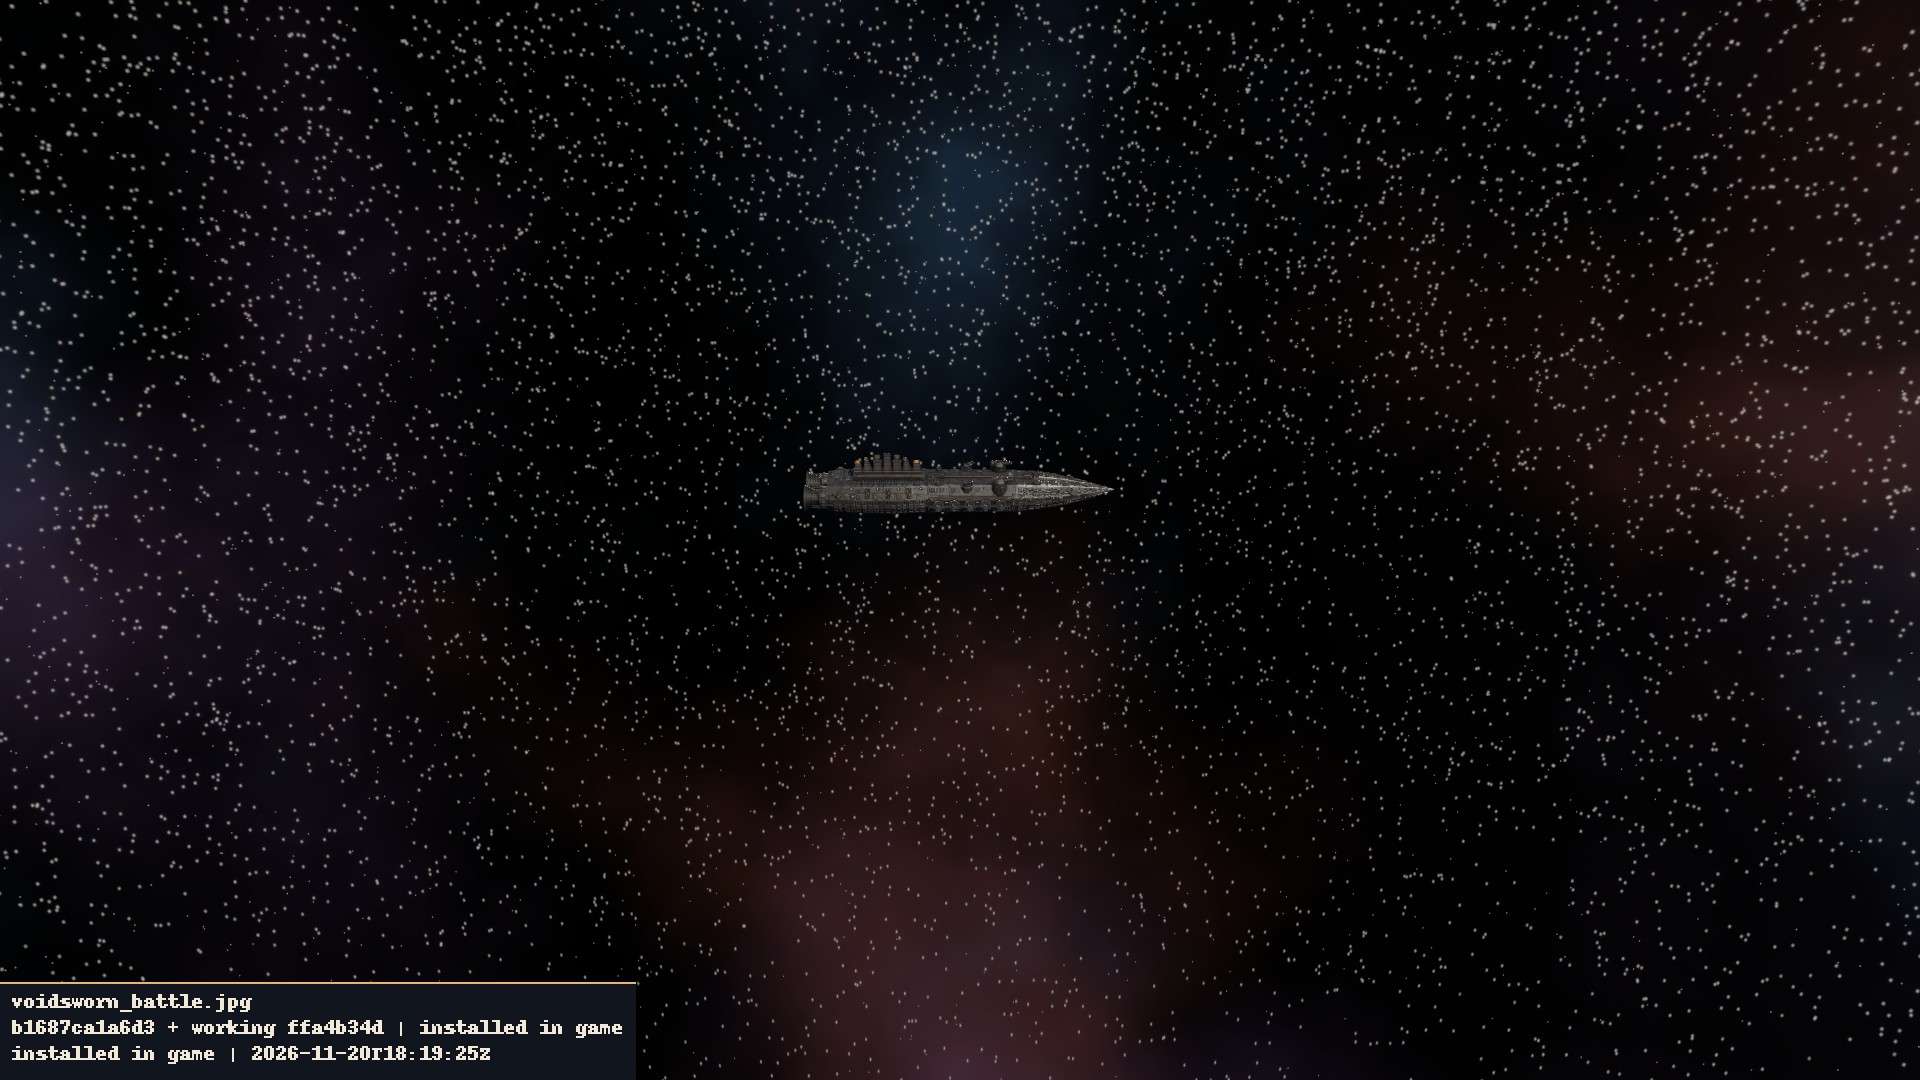 voidsworn_battle.jpg
b1687ca1a6d3 + working ffa4b34d | installed in game
installed in game | 2026-11-20T18:19:25Z